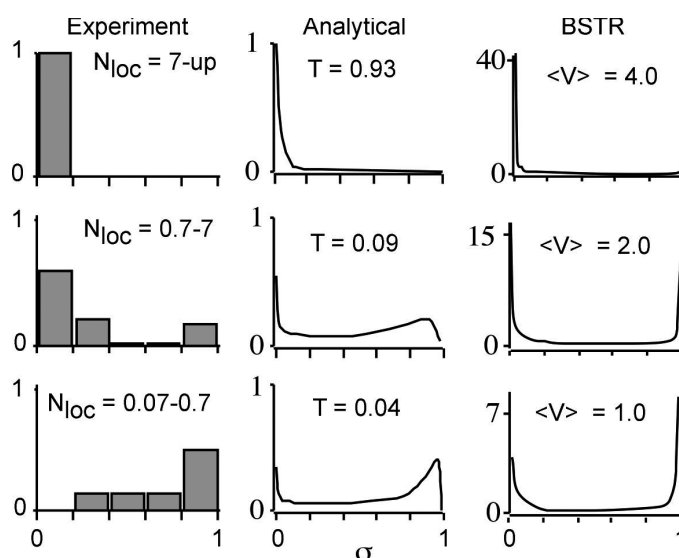 Experiment Analytical BSTR
1 N_loc = 7-up 1 T = 0.93 40 <V> = 4.0
0 0 0
1 N_loc = 0.7-7 1 T = 0.09 15 <V> = 2.0
0 0 0
1 N_loc = 0.07-0.7 1 T = 0.04 7 <V> = 1.0
0 0 0
0 1 0 1 0 1
σ